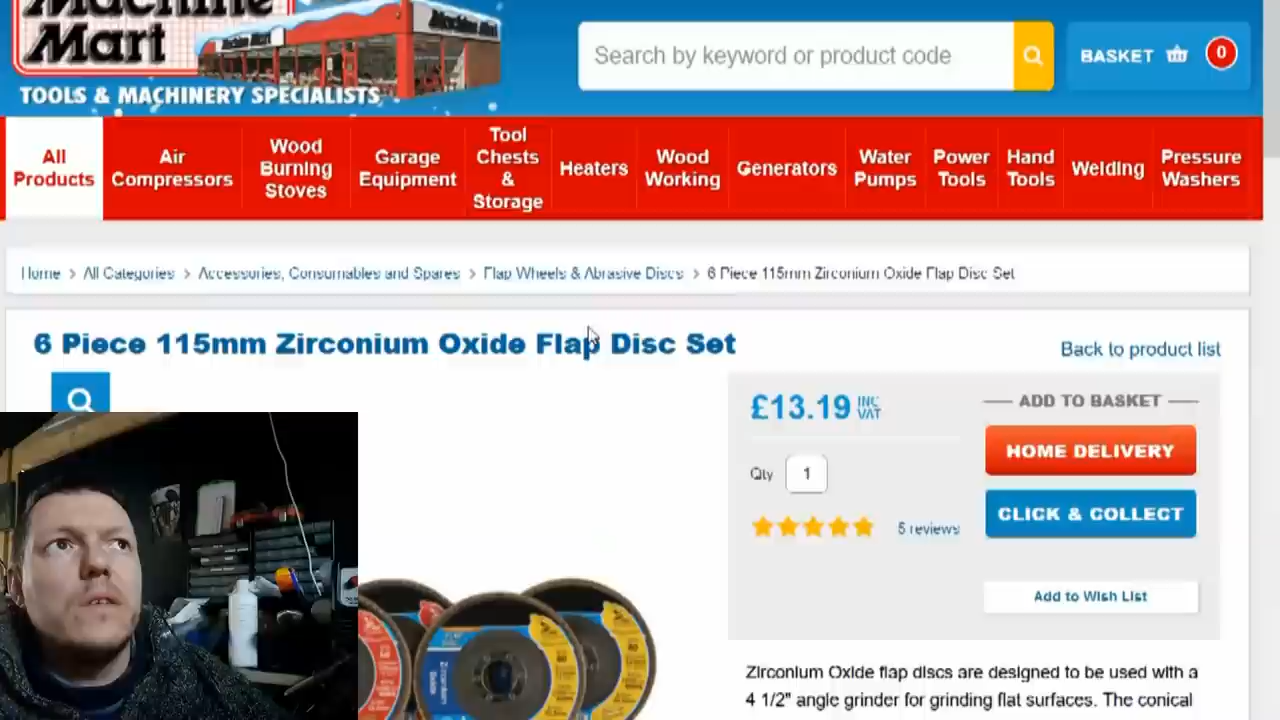 Machine
Mart
TOOLS & MACHINERY SPECIALISTS
Search by keyword or product code
BASKET
0
All
Products
Air
Compressors
Wood
Burning
Stoves
Garage
Equipment
Tool
Chests
&
Storage
Heaters
Wood
Working
Generators
Water
Pumps
Power
Tools
Hand
Tools
Welding
Pressure
Washers
Home > All Categories > Accessories, Consumables and Spares > Flap Wheels & Abrasive Discs > 6 Piece 115mm Zirconium Oxide Flap Disc Set
6 Piece 115mm Zirconium Oxide Flap Disc Set
Back to product list
£13.19 INC VAT
ADD TO BASKET
HOME DELIVERY
Qty 1
CLICK & COLLECT
5 reviews
Add to Wish List
Zirconium Oxide flap discs are designed to be used with a
4 1/2" angle grinder for grinding flat surfaces. The conical